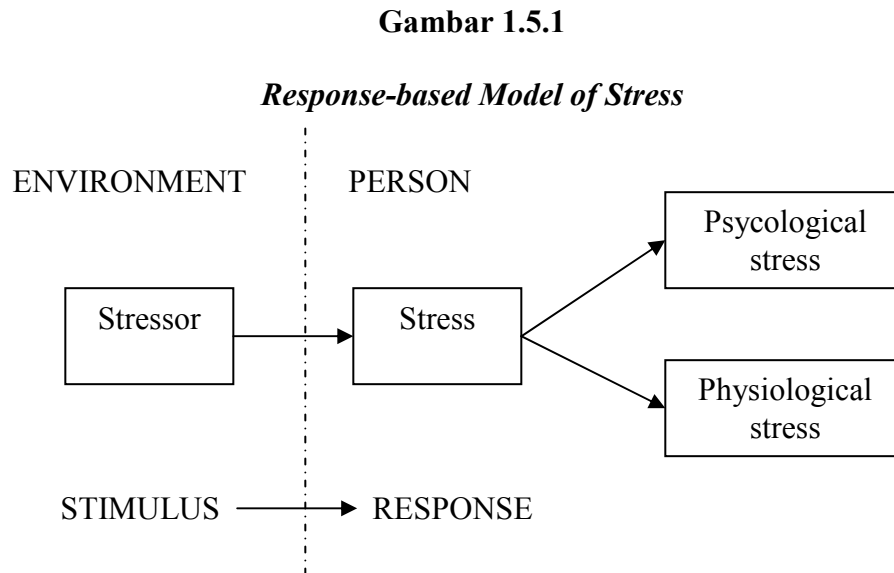 Gambar 1.5.1
Response-based Model of Stress
ENVIRONMENT
PERSON
Psycological
stress
Stressor
Stress
Physiological
stress
STIMULUS
RESPONSE